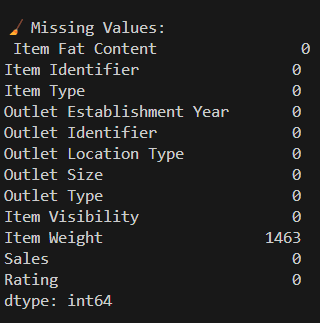 🧹 Missing Values:
 Item Fat Content                0
Item Identifier                 0
Item Type                       0
Outlet Establishment Year       0
Outlet Identifier               0
Outlet Location Type            0
Outlet Size                     0
Outlet Type                     0
Item Visibility                 0
Item Weight                  1463
Sales                           0
Rating                          0
dtype: int64